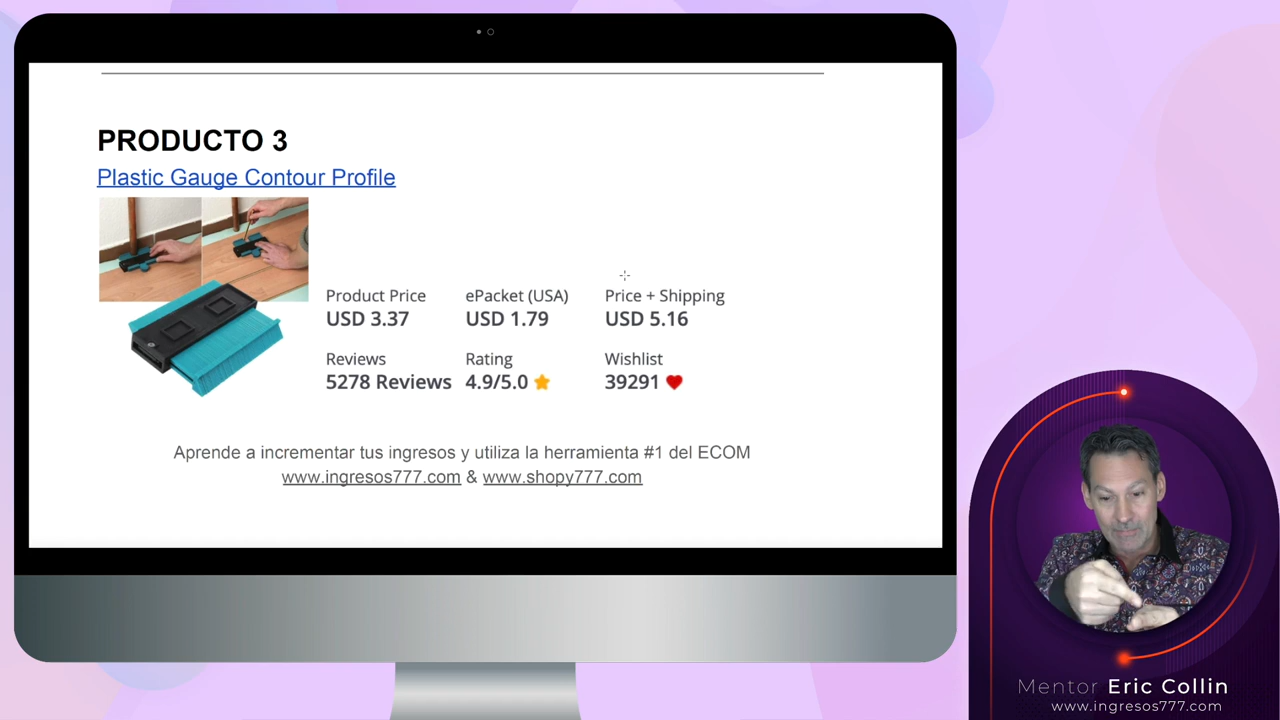 PRODUCTO 3
Plastic Gauge Contour Profile
Product Price ePacket (USA) Price + Shipping
USD 3.37 USD 1.79 USD 5.16
Reviews Rating Wishlist
5278 Reviews 4.9/5.0 39291
Aprende a incrementar tus ingresos y utiliza la herramienta #1 del ECOM
www.ingresos777.com & www.shopy777.com
Mentor Eric Collin
www.ingresos777.com